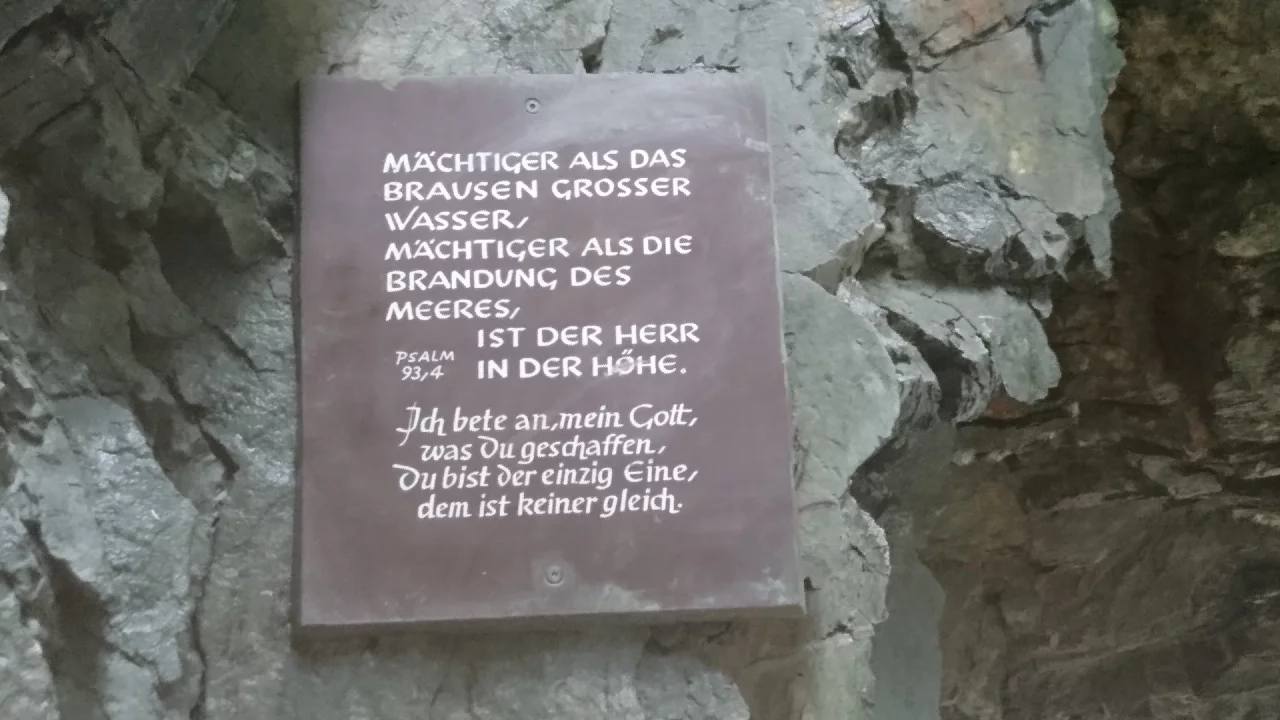 MÄCHTIGER ALS DAS
BRAUSEN GROSSER
WASSER,
MÄCHTIGER ALS DIE
BRANDUNG DES
MEERES,
IST DER HERR
PSALM
93,4
IN DER HÖHE.
Ich bete an, mein Gott,
was Du geschaffen,
Du bist der einzig Eine,
dem ist keiner gleich.